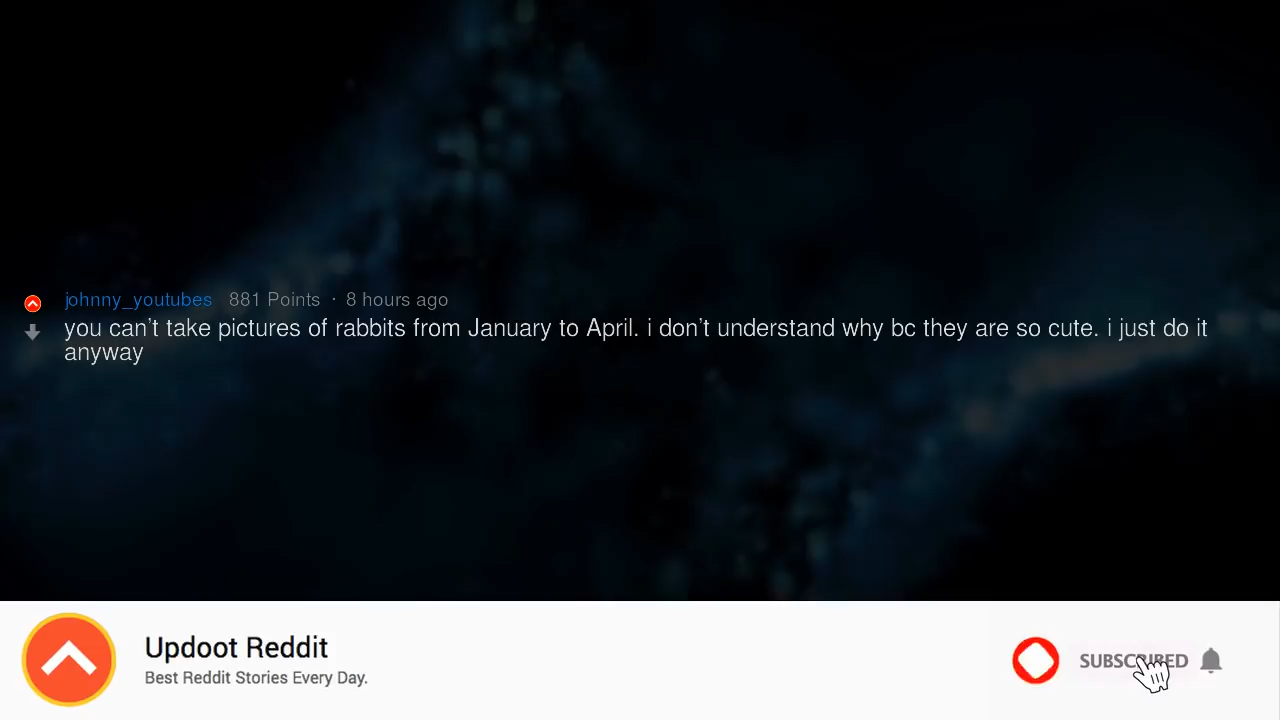 johnny_youtubes 881 Points · 8 hours ago
you can't take pictures of rabbits from January to April. i don't understand why bc they are so cute. i just do it
anyway
Updoot Reddit
Best Reddit Stories Every Day.
SUBSCRIBED